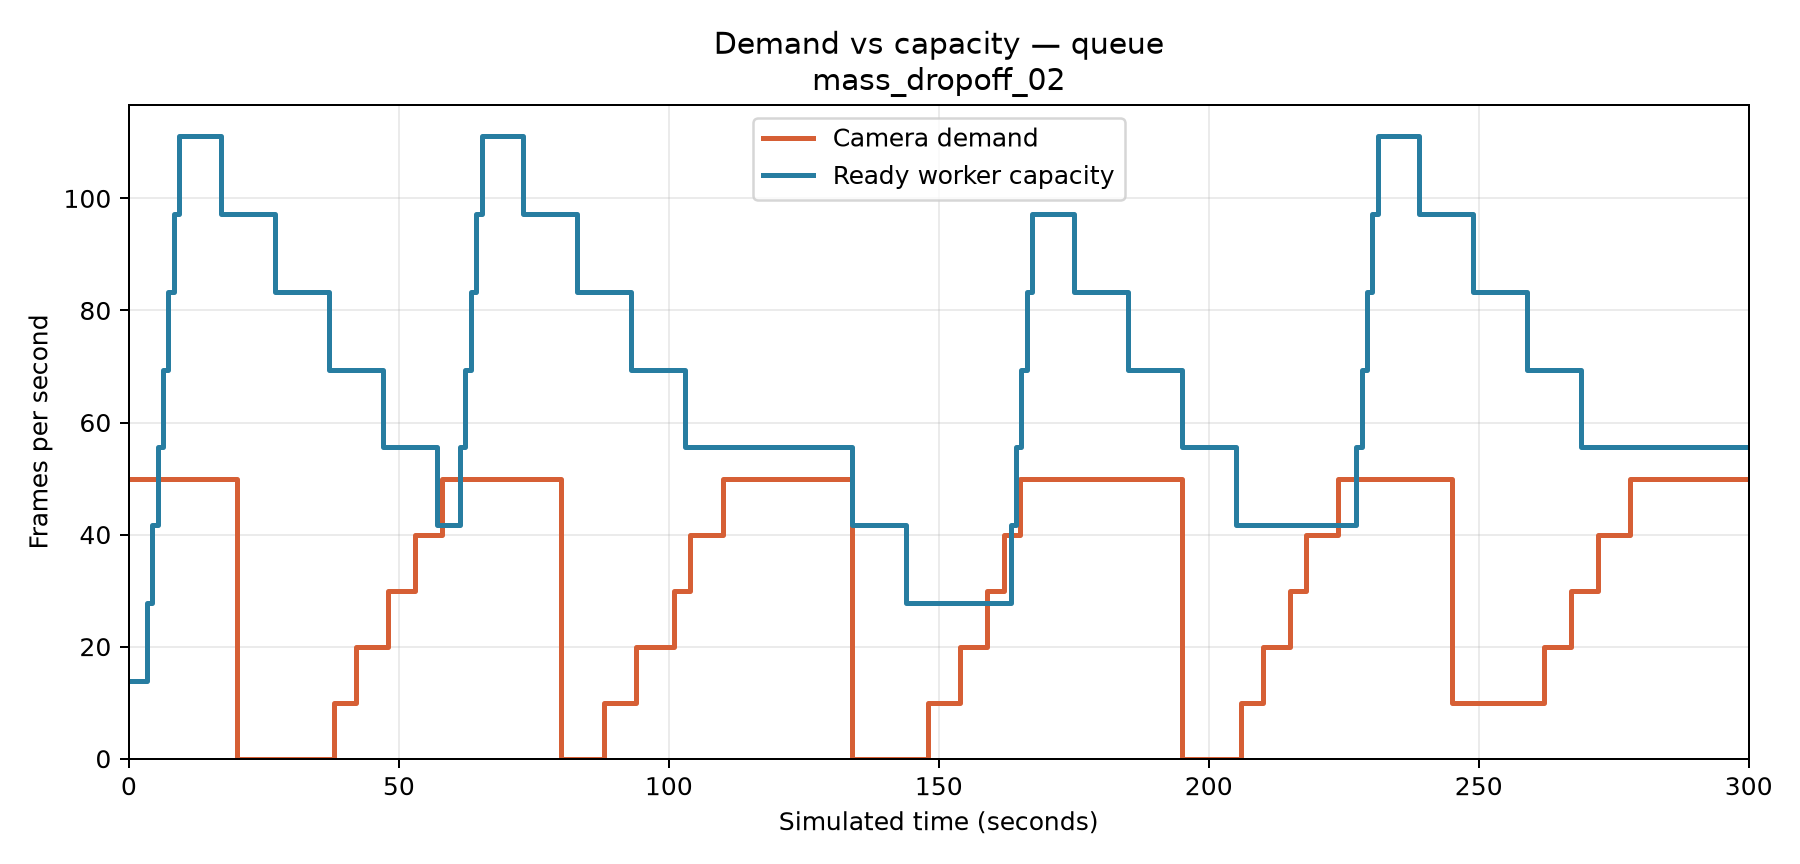 Demand vs capacity — queue
mass_dropoff_02
Camera demand
Ready worker capacity
Frames per second
100
80
60
40
20
0
0 50 100 150 200 250 300
Simulated time (seconds)